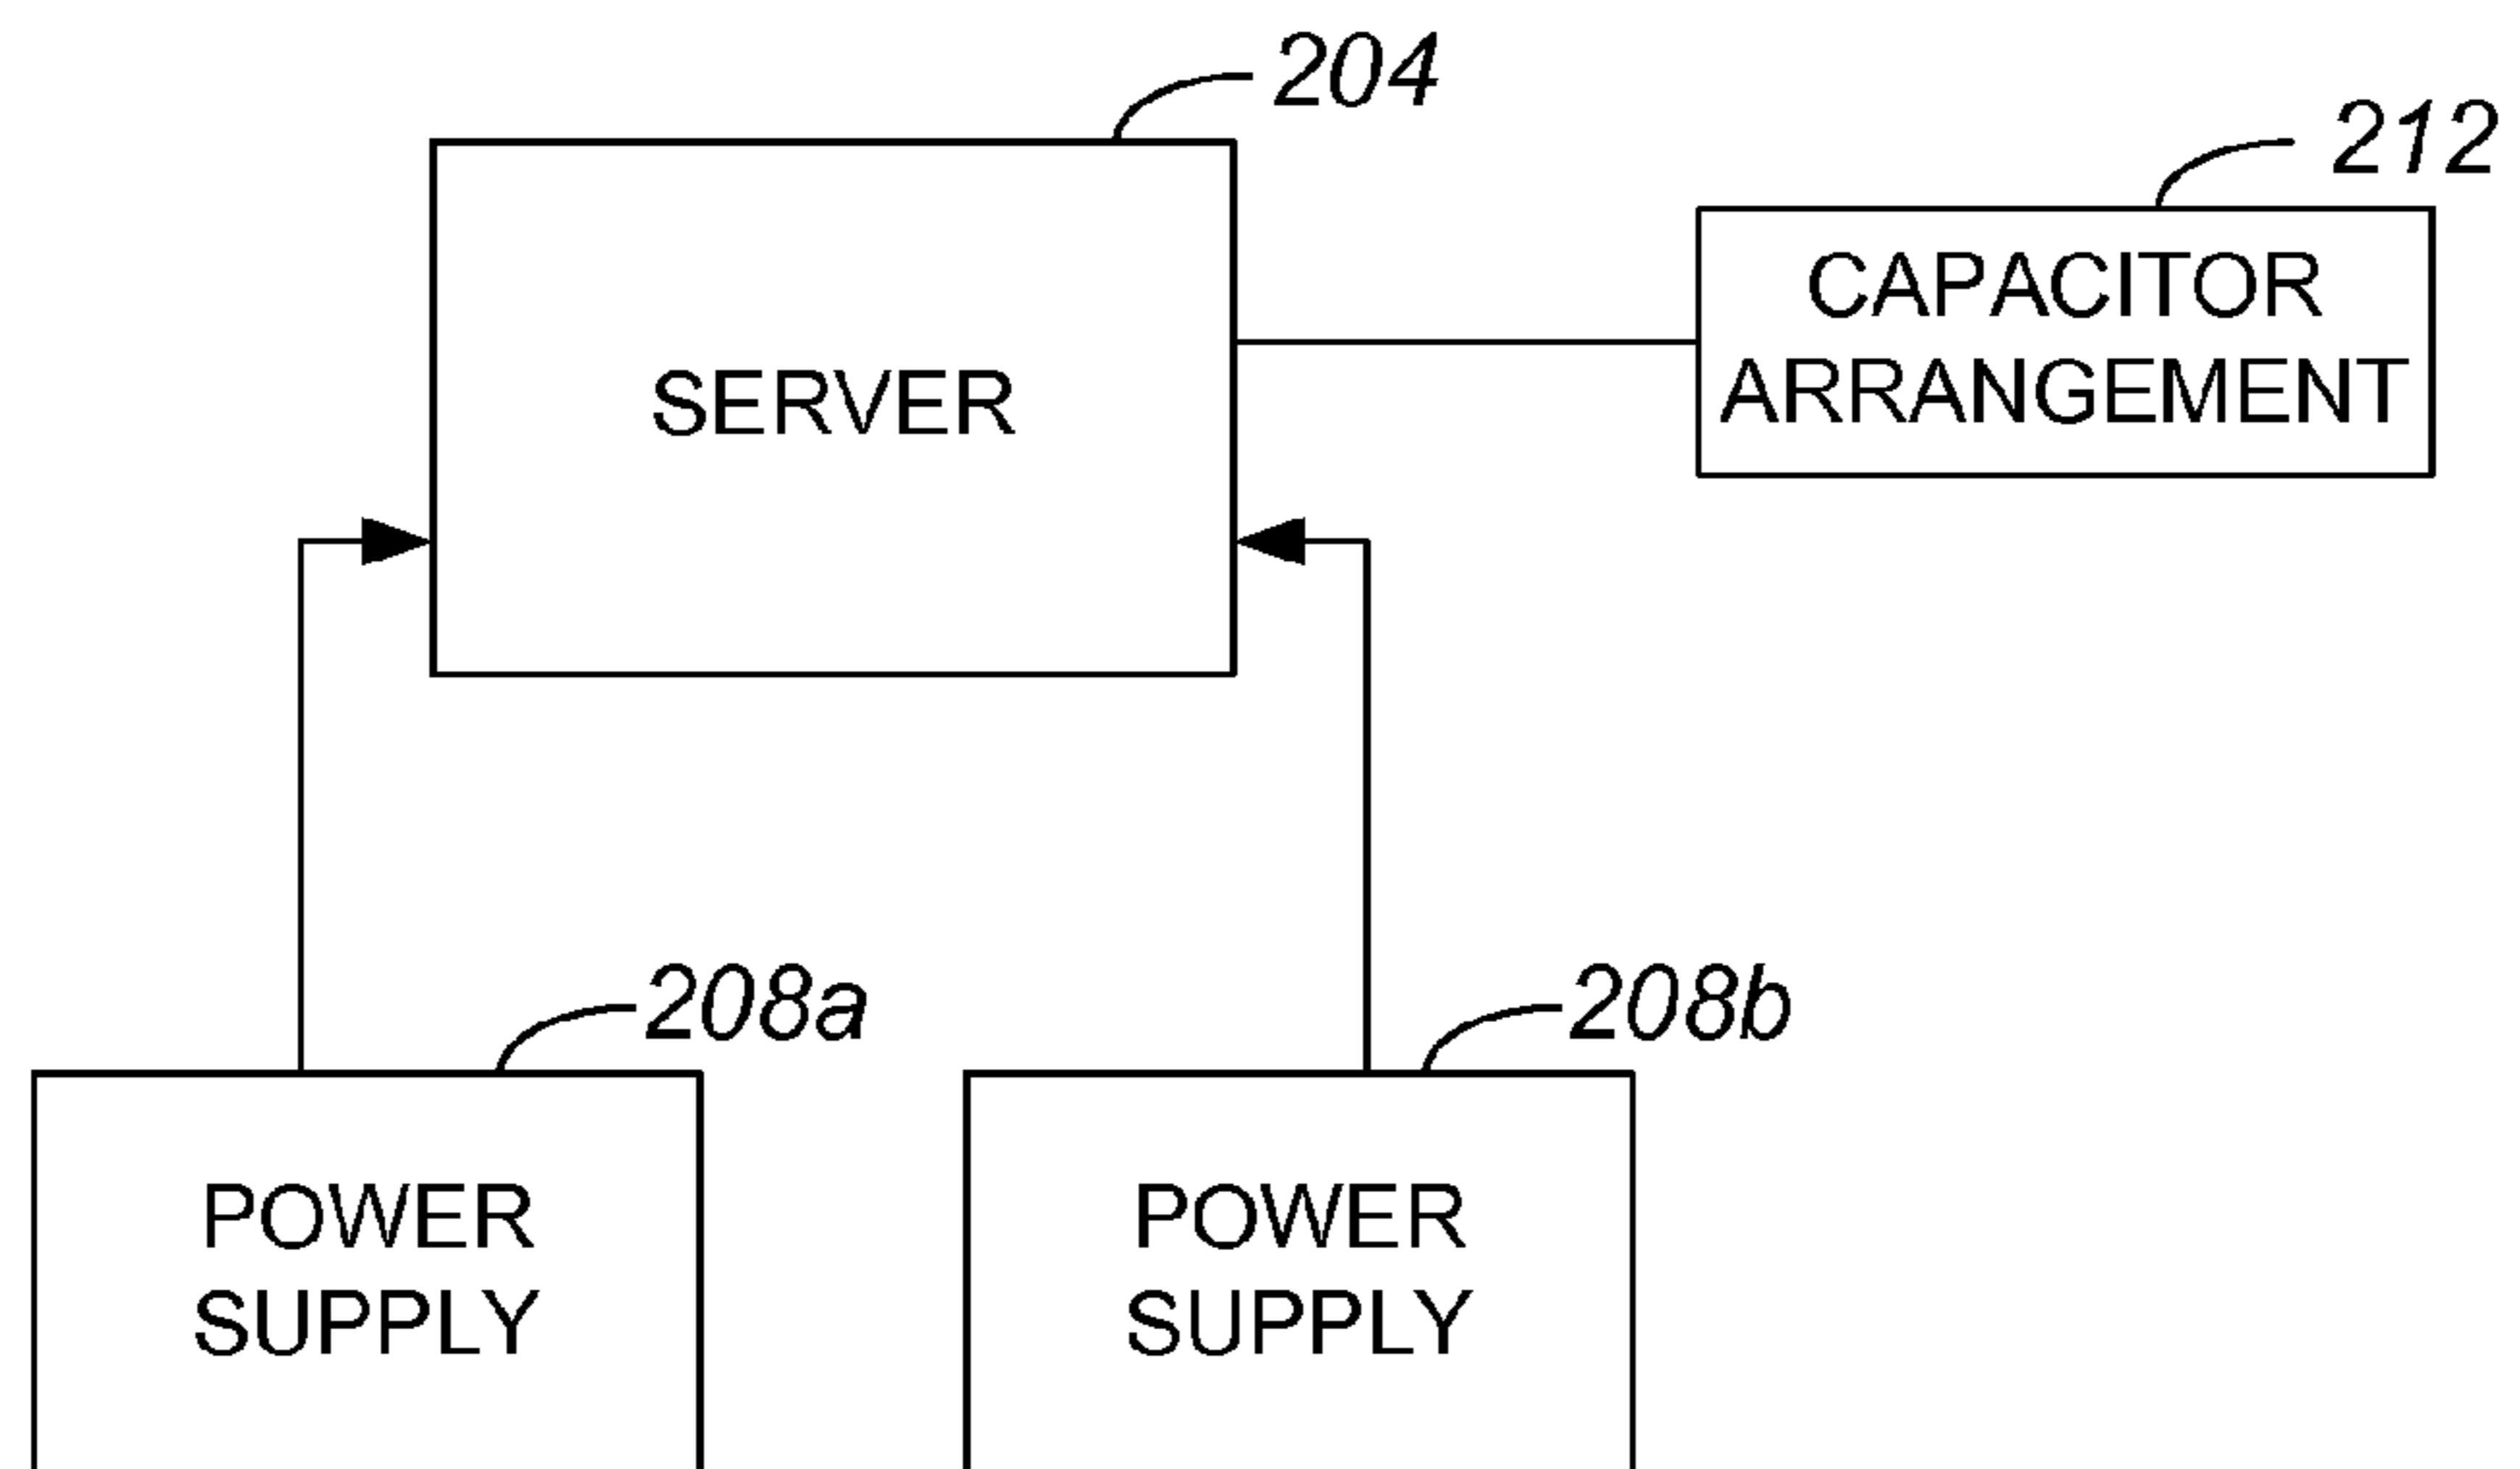 204
212
CAPACITOR
ARRANGEMENT
SERVER
208a
208b
POWER
SUPPLY
POWER
SUPPLY